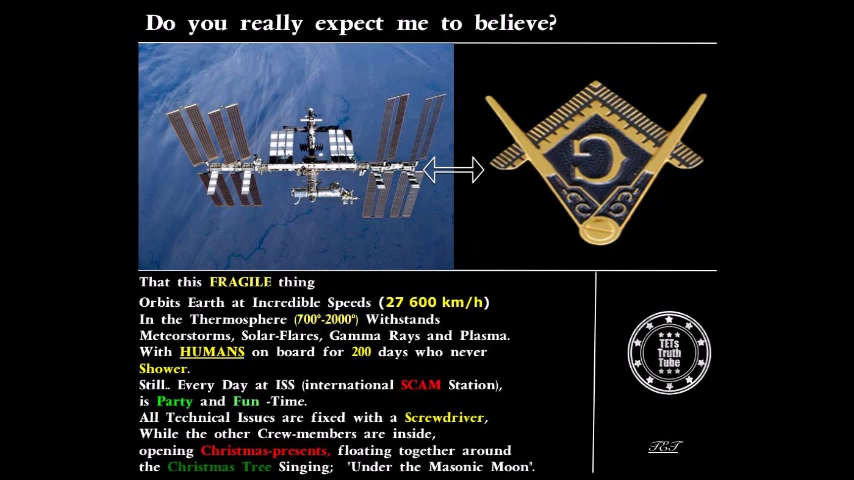 Do you really expect me to believe?
That this FRAGILE thing
Orbits Earth at Incredible Speeds (27 600 km/h)
In the Thermosphere (700°-2000°) Withstands
Meteorstorms, Solar-Flares, Gamma Rays and Plasma.
With HUMANS on board for 200 days who never
Shower.
Still.. Every Day at ISS (international SCAM Station),
is Party and Fun -Time.
All Technical Issues are fixed with a Screwdriver,
While the other Crew-members are inside,
opening Christmas-presents, floating together around
the Christmas Tree Singing; "Under the Masonic Moon".
TETs
Truth
Tube
TET